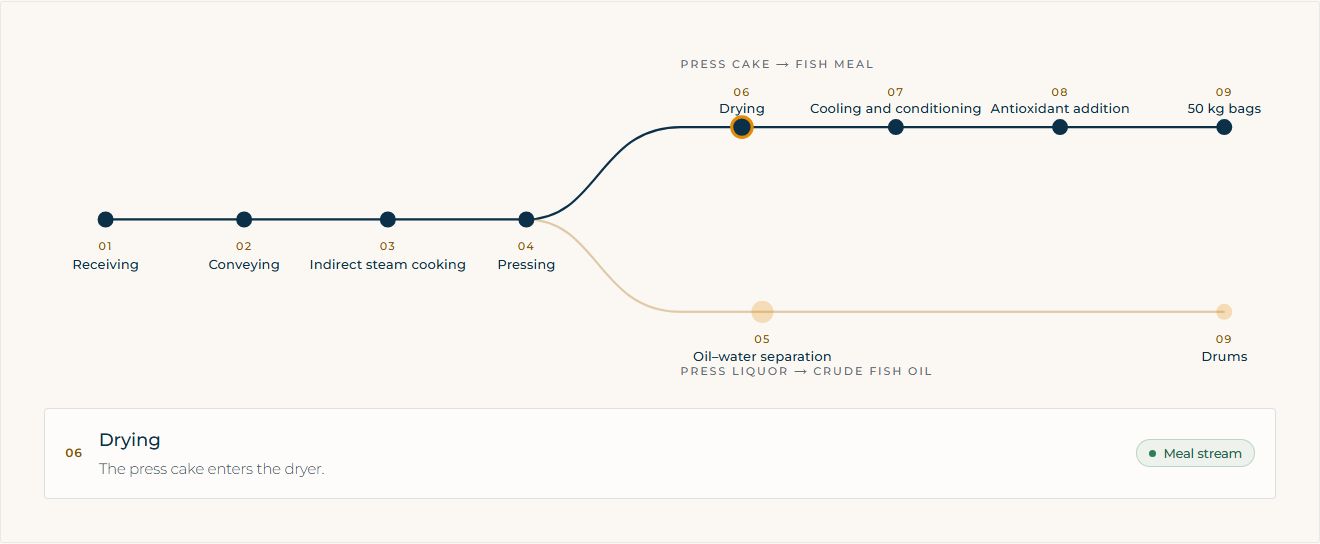 PRESS CAKE → FISH MEAL
06
Drying
07
Cooling and conditioning
08
Antioxidant addition
09
50 kg bags
01
Receiving
02
Conveying
03
Indirect steam cooking
04
Pressing
05
Oil–water separation
09
Drums
PRESS LIQUOR → CRUDE FISH OIL
06
Drying
The press cake enters the dryer.
Meal stream